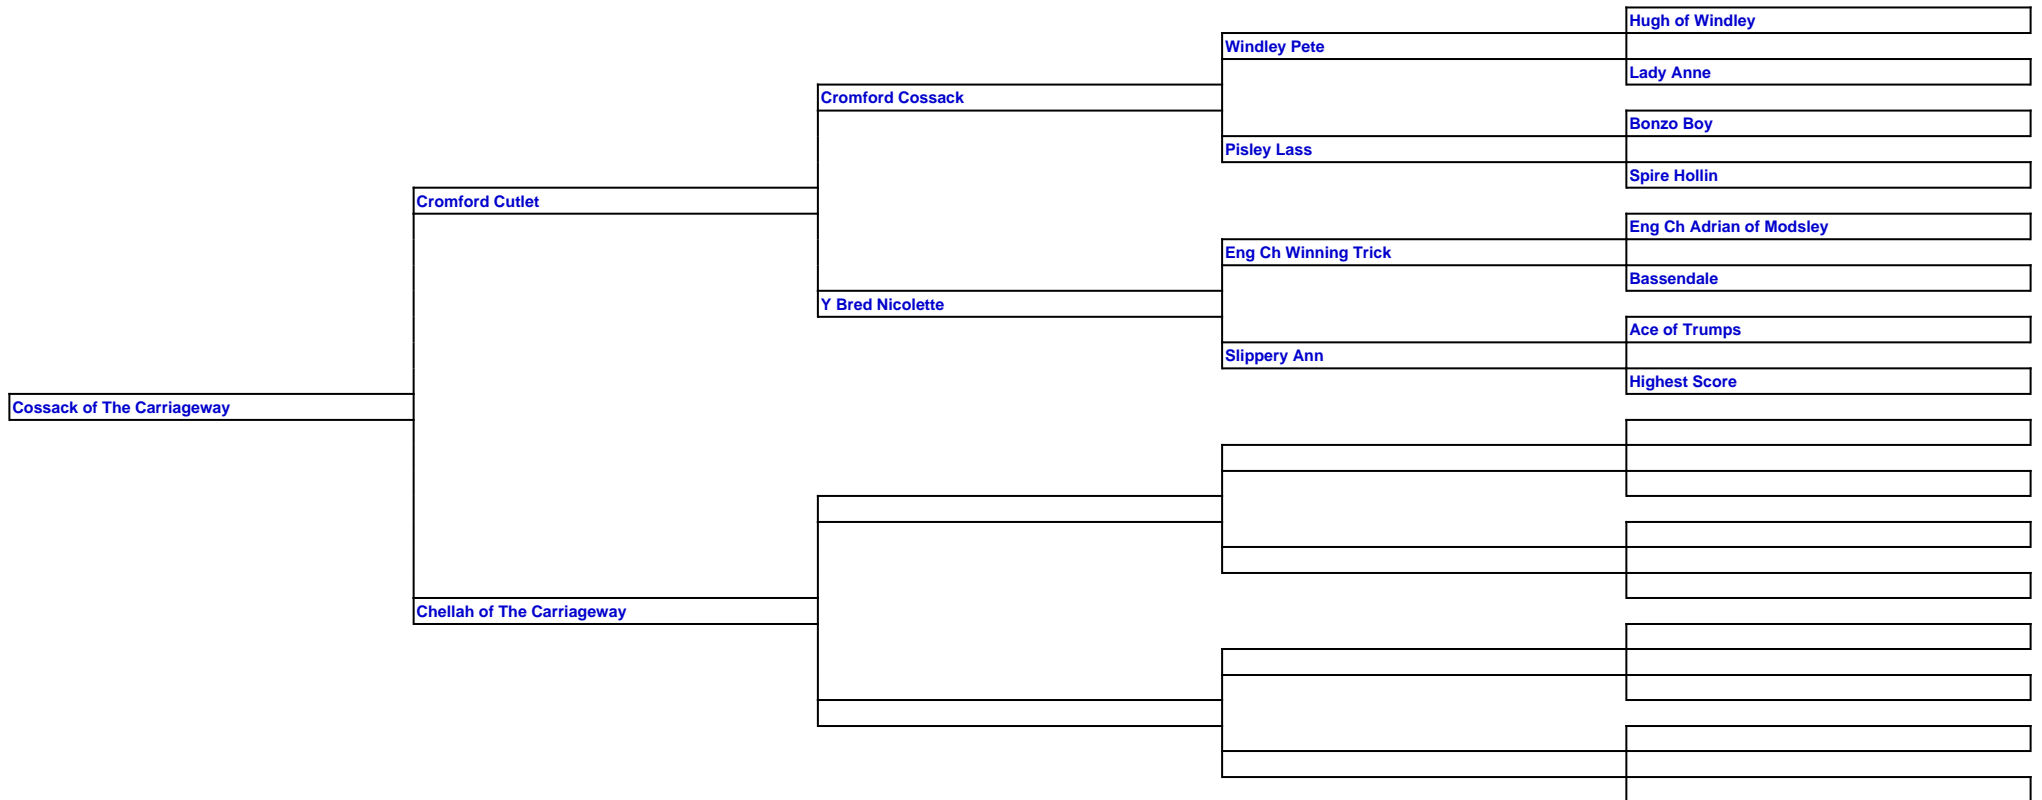 Hugh of Windley
Windley Pete
Lady Anne
Cromford Cossack
Bonzo Boy
Pisley Lass
Spire Hollin
Cromford Cutlet
Eng Ch Adrian of Modsley
Eng Ch Winning Trick
Bassendale
Y Bred Nicolette
Ace of Trumps
Slippery Ann
Highest Score
Cossack of The Carriageway
Chellah of The Carriageway